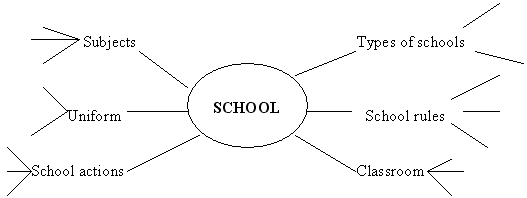 Subjects
Types of schools
SCHOOL
Uniform
School rules
School actions
Classroom